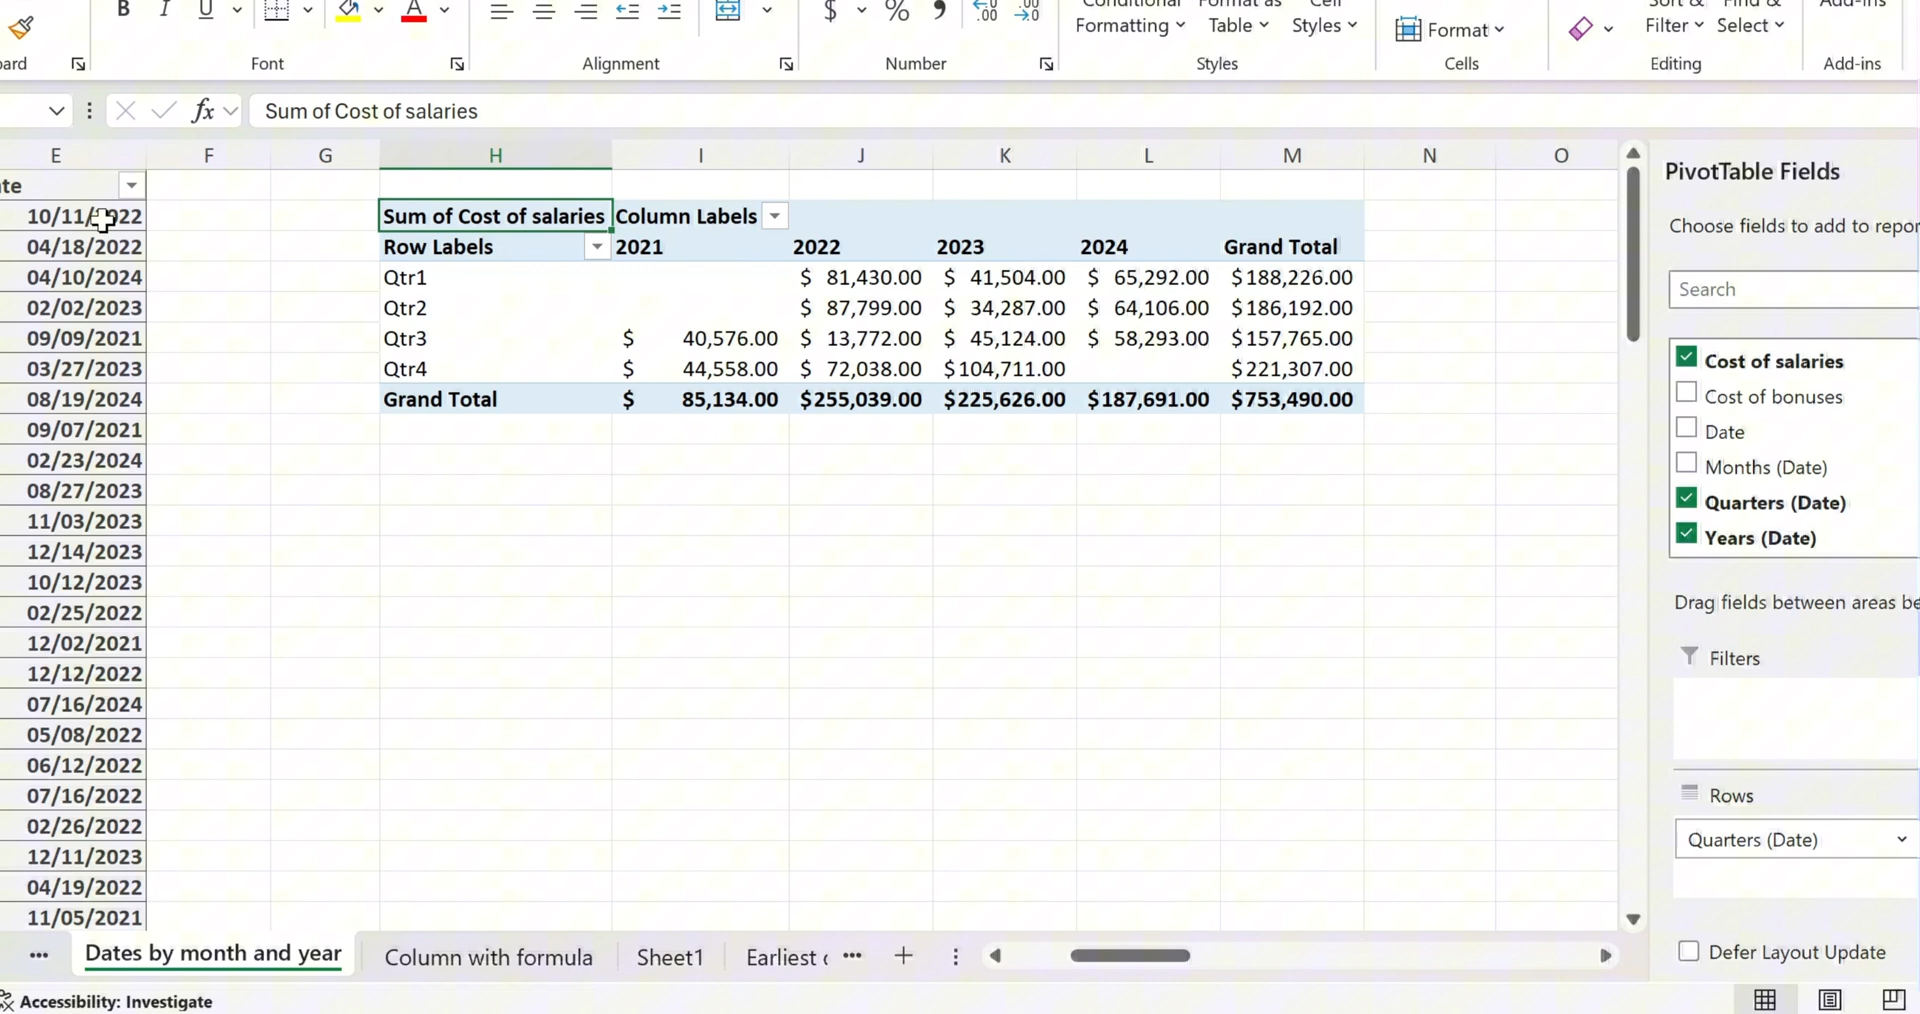 B I U A $ % 9 .00 →0
Conditional Format as Cell Sort & Find & Add-ins
Formatting Table Styles Format Filter Select
ard Font Alignment Number Styles Cells Editing Add-ins
fx Sum of Cost of salaries
E F G H I J K L M N O
te
10/11/2022 Sum of Cost of salaries Column Labels
04/18/2022 Row Labels 2021 2022 2023 2024 Grand Total
04/10/2024 Qtr1 $ 81,430.00 $ 41,504.00 $ 65,292.00 $188,226.00
02/02/2023 Qtr2 $ 87,799.00 $ 34,287.00 $ 64,106.00 $186,192.00
09/09/2021 Qtr3 $ 40,576.00 $ 13,772.00 $ 45,124.00 $ 58,293.00 $157,765.00
03/27/2023 Qtr4 $ 44,558.00 $ 72,038.00 $104,711.00 $221,307.00
08/19/2024 Grand Total $ 85,134.00 $255,039.00 $225,626.00 $187,691.00 $753,490.00
09/07/2021
02/23/2024
08/27/2023
11/03/2023
12/14/2023
10/12/2023
02/25/2022
12/02/2021
12/12/2022
07/16/2024
05/08/2022
06/12/2022
07/16/2022
02/26/2022
12/11/2023
04/19/2022
11/05/2021
PivotTable Fields
Choose fields to add to repor
Search
Cost of salaries
Cost of bonuses
Date
Months (Date)
Quarters (Date)
Years (Date)
Drag fields between areas be
Filters
Rows
Quarters (Date)
Defer Layout Update
Dates by month and year Column with formula Sheet1 Earliest
Accessibility: Investigate